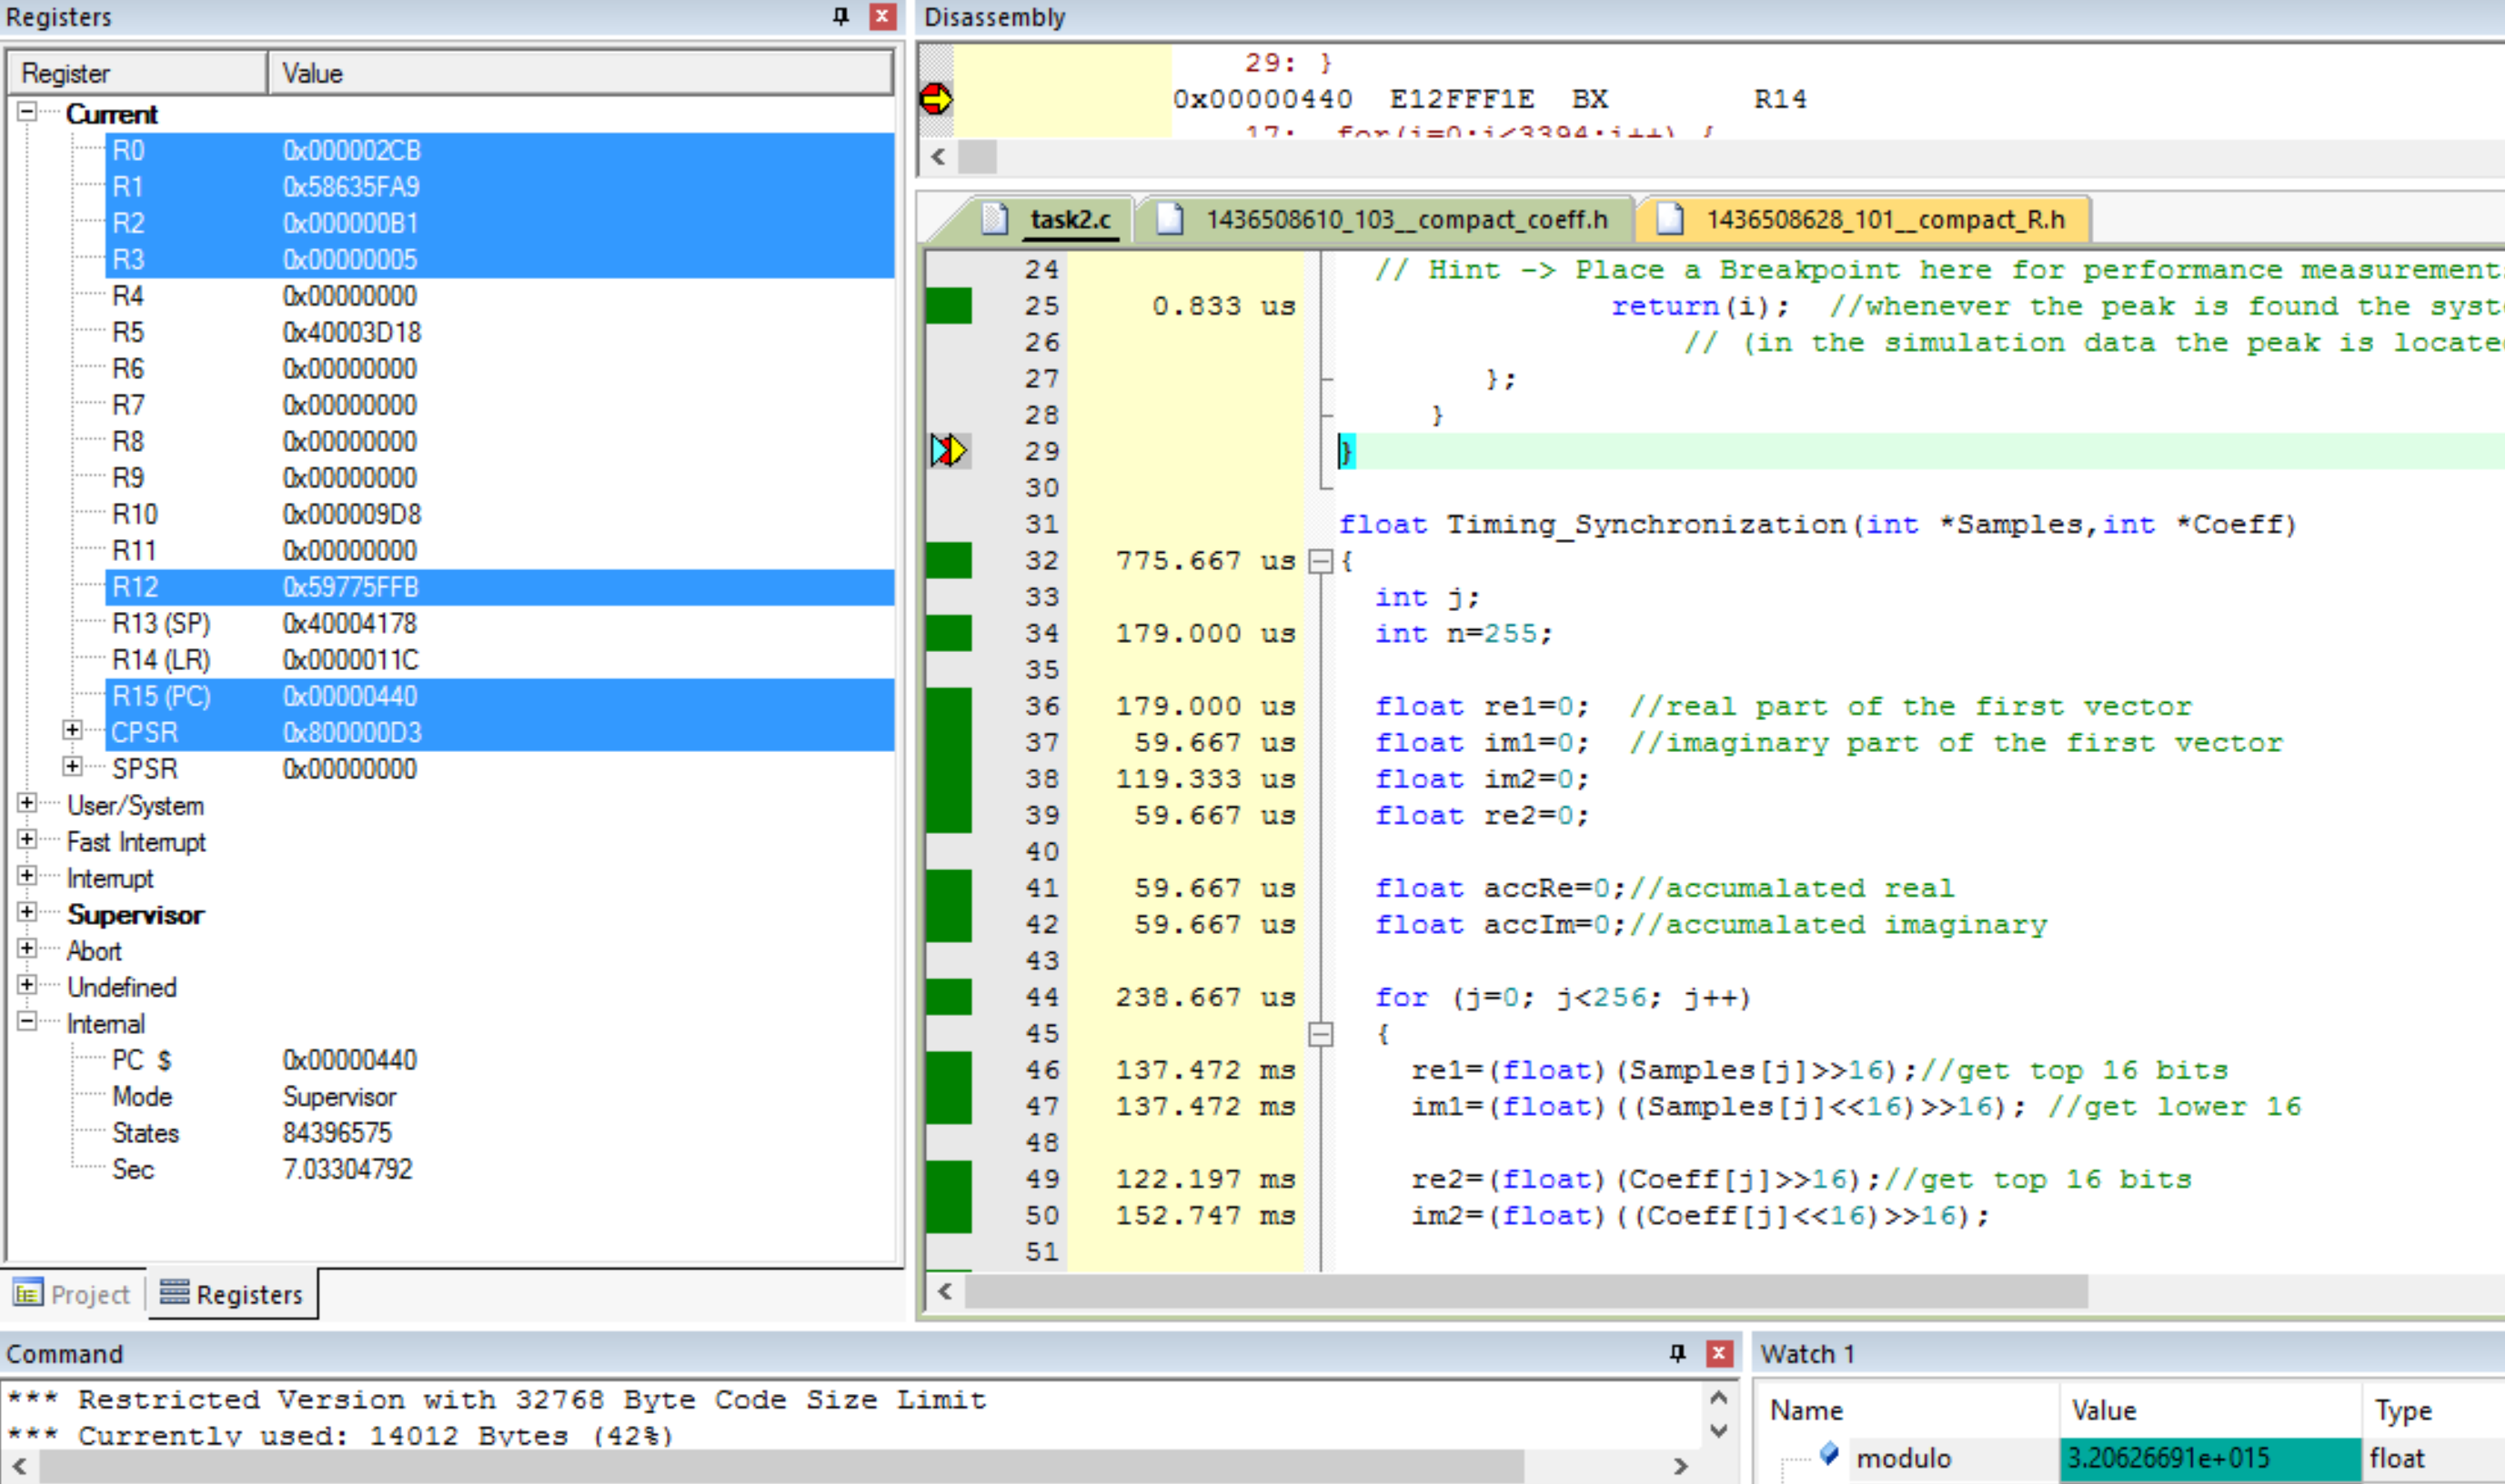 Registers
Register Value
Current
R0 0x000002CB
R1 0x58635FA9
R2 0x000000B1
R3 0x00000005
R4 0x00000000
R5 0x40003D18
R6 0x00000000
R7 0x00000000
R8 0x00000000
R9 0x00000000
R10 0x000009D8
R11 0x00000000
R12 0x59775FFB
R13 (SP) 0x40004178
R14 (LR) 0x0000011C
R15 (PC) 0x00000440
CPSR 0x800000D3
SPSR 0x00000000
User/System
Fast Interrupt
Interrupt
Supervisor
Abort
Undefined
Internal
PC $ 0x00000440
Mode Supervisor
States 84396575
Sec 7.03304792
Project Registers
Disassembly
29: }
0x00000440 E12FFF1E BX R14
17: for(i=0;i<3394;i++) {
task2.c 1436508610_103__compact_coeff.h 1436508628_101__compact_R.h
24 // Hint -> Place a Breakpoint here for performance measurement
25 0.833 us return(i); //whenever the peak is found the syst
26 // (in the simulation data the peak is locate
27 };
28 }
29 }
30
31 float Timing_Synchronization(int *Samples,int *Coeff)
32 775.667 us {
33 int j;
34 179.000 us int n=255;
35
36 179.000 us float re1=0; //real part of the first vector
37 59.667 us float im1=0; //imaginary part of the first vector
38 119.333 us float im2=0;
39 59.667 us float re2=0;
40
41 59.667 us float accRe=0;//accumalated real
42 59.667 us float accIm=0;//accumalated imaginary
43
44 238.667 us for (j=0; j<256; j++)
45 {
46 137.472 ms re1=(float)(Samples[j]>>16);//get top 16 bits
47 137.472 ms im1=(float)((Samples[j]<<16)>>16); //get lower 16
48
49 122.197 ms re2=(float)(Coeff[j]>>16);//get top 16 bits
50 152.747 ms im2=(float)((Coeff[j]<<16)>>16);
51
Command
*** Restricted Version with 32768 Byte Code Size Limit
*** Currently used: 14012 Bytes (42%)
Watch 1
Name Value Type
modulo 3.20626691e+015 float